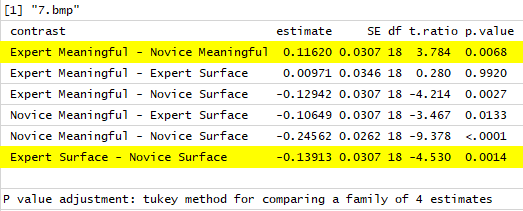 [1] "7.bmp"
contrast estimate SE df t.ratio p.value
Expert Meaningful - Novice Meaningful 0.11620 0.0307 18 3.784 0.0068
Expert Meaningful - Expert Surface 0.00971 0.0346 18 0.280 0.9920
Expert Meaningful - Novice Surface -0.12942 0.0307 18 -4.214 0.0027
Novice Meaningful - Expert Surface -0.10649 0.0307 18 -3.467 0.0133
Novice Meaningful - Novice Surface -0.24562 0.0262 18 -9.378 <.0001
Expert Surface - Novice Surface -0.13913 0.0307 18 -4.530 0.0014
P value adjustment: tukey method for comparing a family of 4 estimates